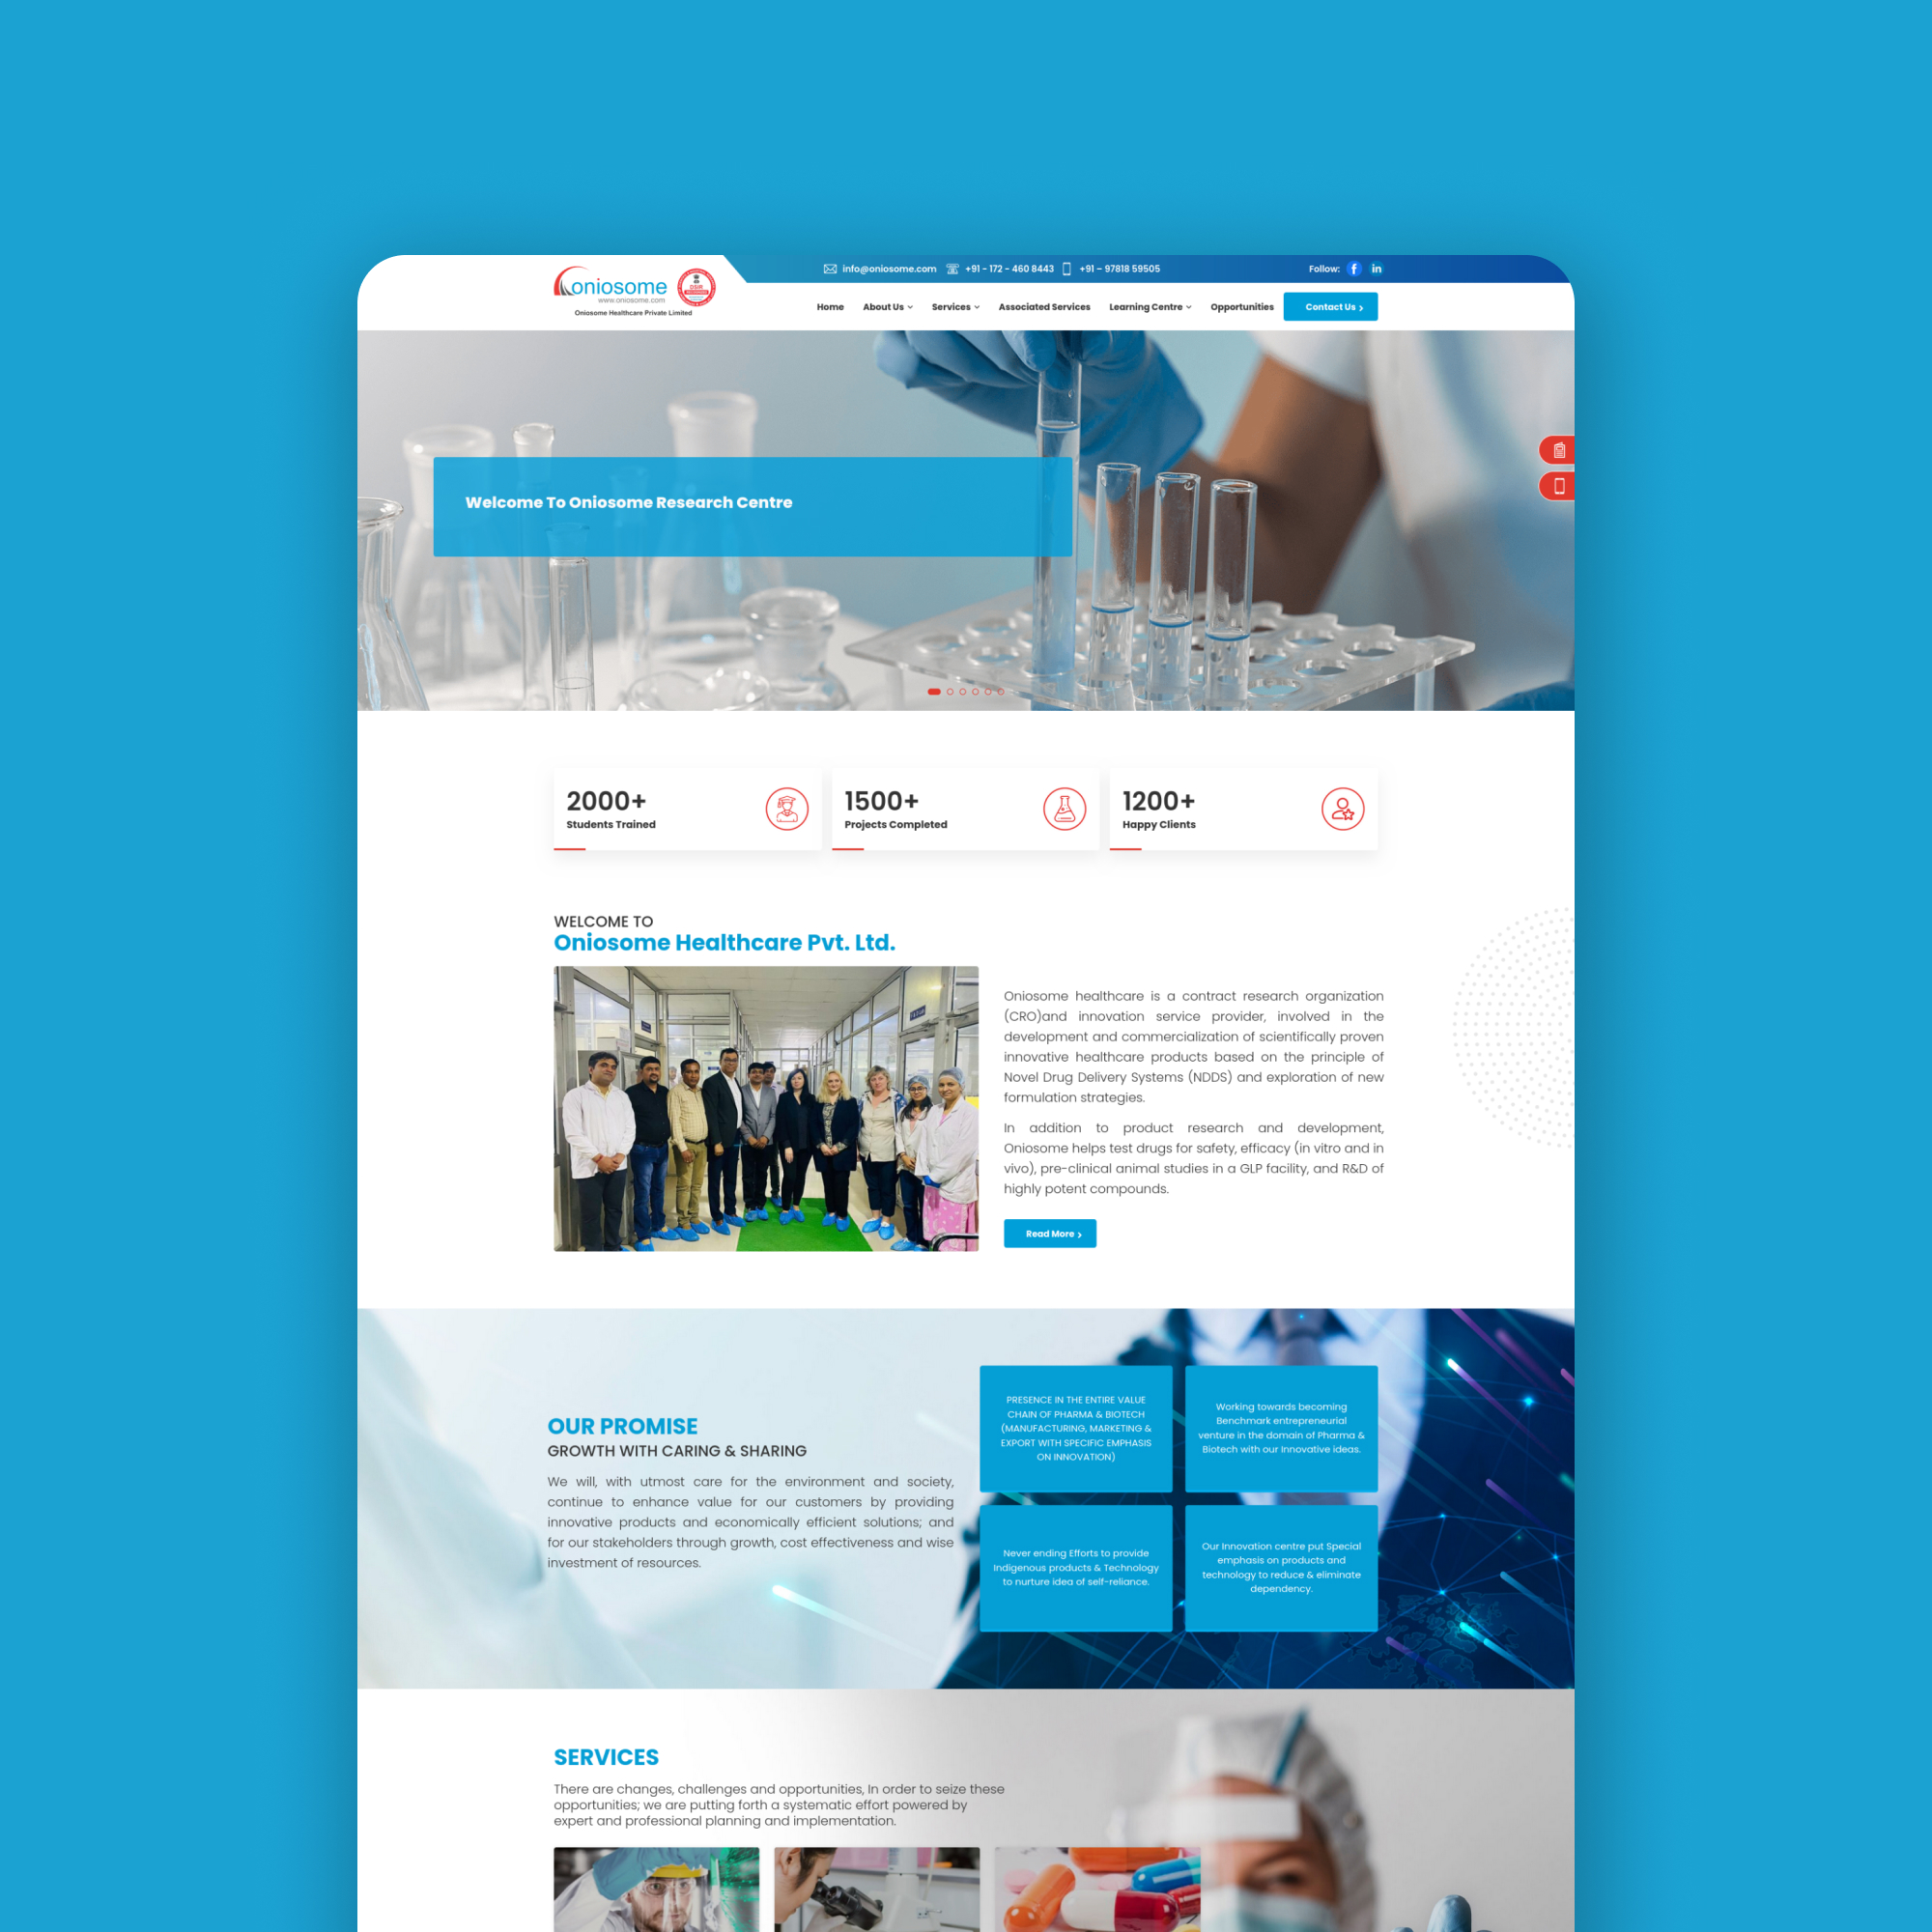 oniosome
www.oniosome.com
Oniosome Healthcare Private Limited
DSIR
info@oniosome.com +91 - 172 - 460 8443 +91 – 97818 59505 Follow: f in
Home About Us Services Associated Services Learning Centre Opportunities Contact Us
Welcome To Oniosome Research Centre
2000+
Students Trained
1500+
Projects Completed
1200+
Happy Clients
WELCOME TO
Oniosome Healthcare Pvt. Ltd.
Oniosome healthcare is a contract research organization
(CRO)and innovation service provider, involved in the
development and commercialization of scientifically proven
innovative healthcare products based on the principle of
Novel Drug Delivery Systems (NDDS) and exploration of new
formulation strategies.
In addition to product research and development,
Oniosome helps test drugs for safety, efficacy (in vitro and in
vivo), pre-clinical animal studies in a GLP facility, and R&D of
highly potent compounds.
Read More
OUR PROMISE
GROWTH WITH CARING & SHARING
We will, with utmost care for the environment and society,
continue to enhance value for our customers by providing
innovative products and economically efficient solutions; and
for our stakeholders through growth, cost effectiveness and wise
investment of resources.
PRESENCE IN THE ENTIRE VALUE
CHAIN OF PHARMA & BIOTECH
(MANUFACTURING, MARKETING &
EXPORT WITH SPECIFIC EMPHASIS
ON INNOVATION)
Working towards becoming
Benchmark entrepreneurial
venture in the domain of Pharma &
Biotech with our Innovative ideas.
Never ending Efforts to provide
Indigenous products & Technology
to nurture idea of self-reliance.
Our Innovation centre put Special
emphasis on products and
technology to reduce & eliminate
dependency.
SERVICES
There are changes, challenges and opportunities, In order to seize these
opportunities; we are putting forth a systematic effort powered by
expert and professional planning and implementation.